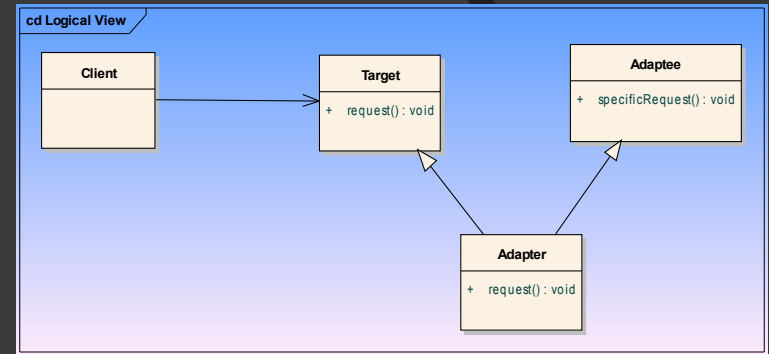 cd Logical View
Client
Target
+ request() : void
Adaptee
+ specificRequest() : void
Adapter
+ request() : void